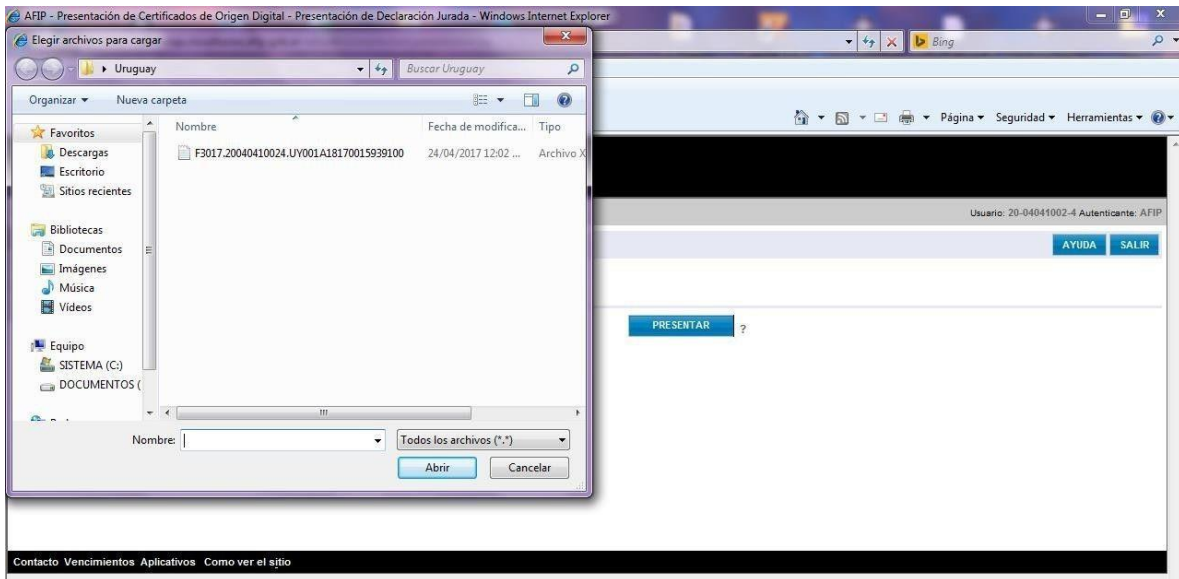 AFIP - Presentación de Certificados de Origen Digital - Presentación de Declaración Jurada - Windows Internet Explorer
Elegir archivos para cargar
Bing
Uruguay
Buscar Uruguay
Organizar
Nueva carpeta
Página
Seguridad
Herramientas
Favoritos
Descargas
Escritorio
Sitios recientes
Bibliotecas
Documentos
Imágenes
Música
Vídeos
Equipo
SISTEMA (C:)
DOCUMENTOS (
Nombre
Fecha de modifica...
Tipo
F3017.20040410024.UY001A18170015939100
24/04/2017 12:02 ...
Archivo X
Nombre:
Todos los archivos (*.*)
Abrir
Cancelar
Usuario: 20-04041002-4 Autenticante: AFIP
AYUDA
SALIR
PRESENTAR
?
Contacto Vencimientos Aplicativos Como ver el sitio